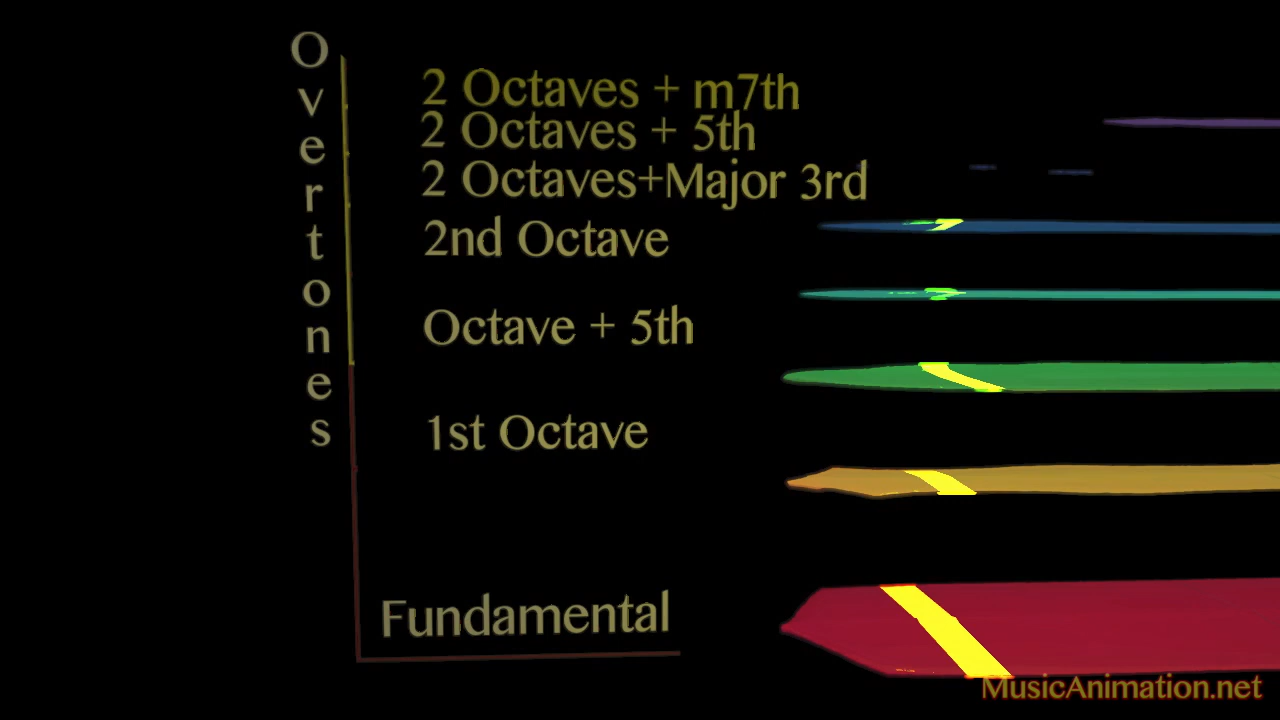 Overtones
2 Octaves + m7th
2 Octaves + 5th
2 Octaves+Major 3rd
2nd Octave
Octave + 5th
1st Octave
Fundamental
MusicAnimation.net